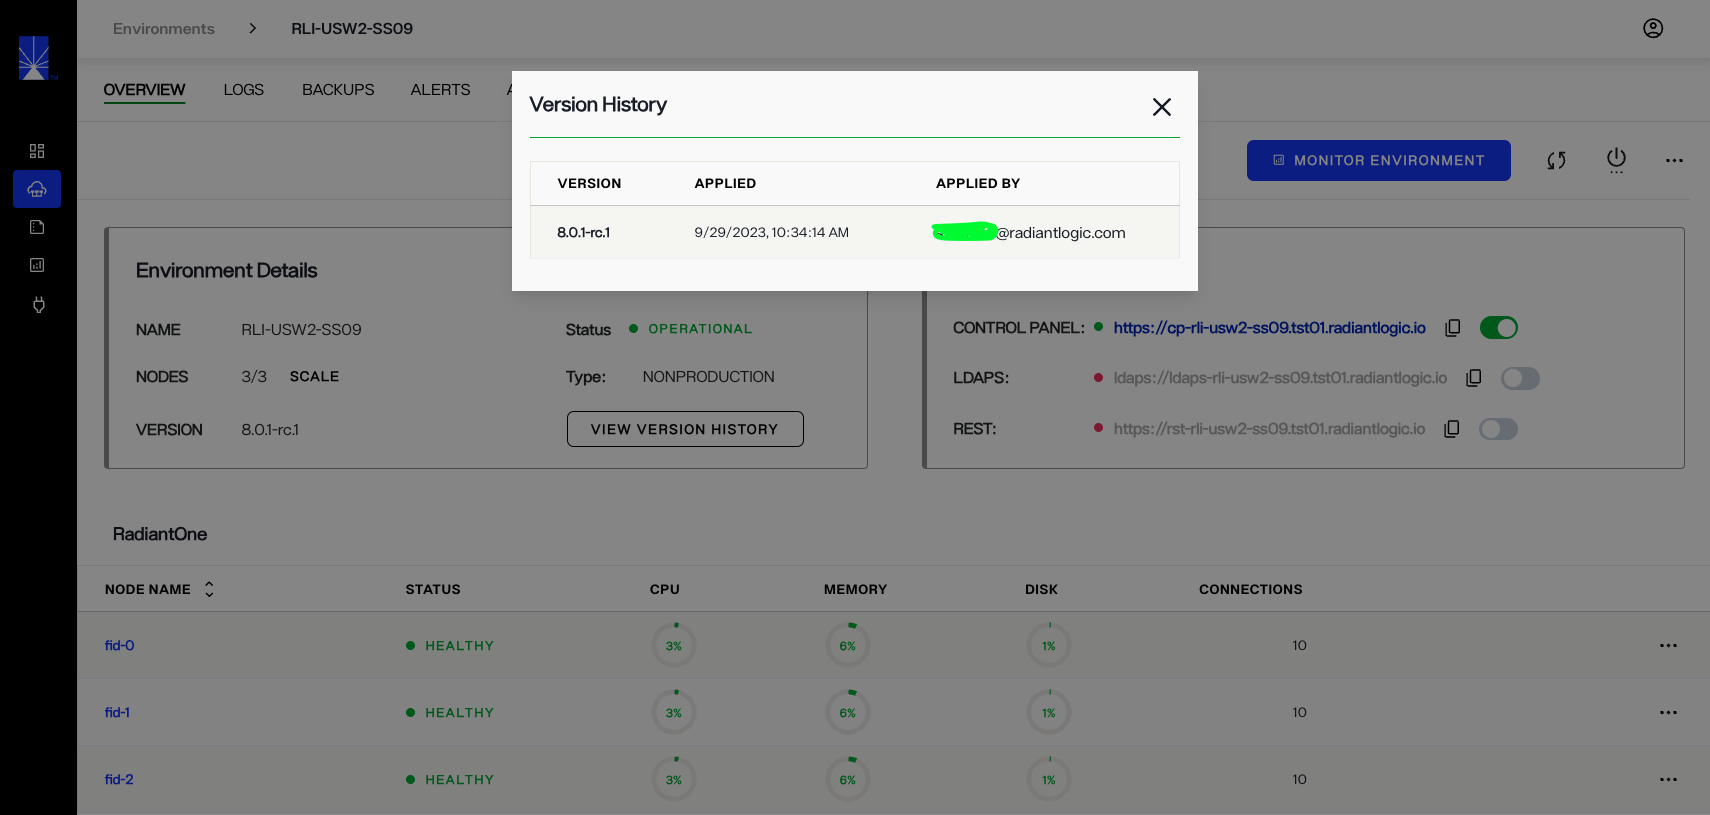 Environments > RLI-USW2-SS09
OVERVIEW LOGS BACKUPS ALERTS
Version History
MONITOR ENVIRONMENT
VERSION APPLIED APPLIED BY
8.0.1-rc.1 9/29/2023, 10:34:14 AM @radiantlogic.com
Environment Details
NAME RLI-USW2-SS09 Status OPERATIONAL
NODES 3/3 SCALE Type: NONPRODUCTION
VERSION 8.0.1-rc.1 VIEW VERSION HISTORY
CONTROL PANEL: https://cp-rli-usw2-ss09.tst01.radiantlogic.io
LDAPS: ldaps://ldaps-rli-usw2-ss09.tst01.radiantlogic.io
REST: https://rst-rli-usw2-ss09.tst01.radiantlogic.io
RadiantOne
NODE NAME STATUS CPU MEMORY DISK CONNECTIONS
fid-0 HEALTHY 3% 6% 1% 10
fid-1 HEALTHY 3% 6% 1% 10
fid-2 HEALTHY 3% 6% 1% 10